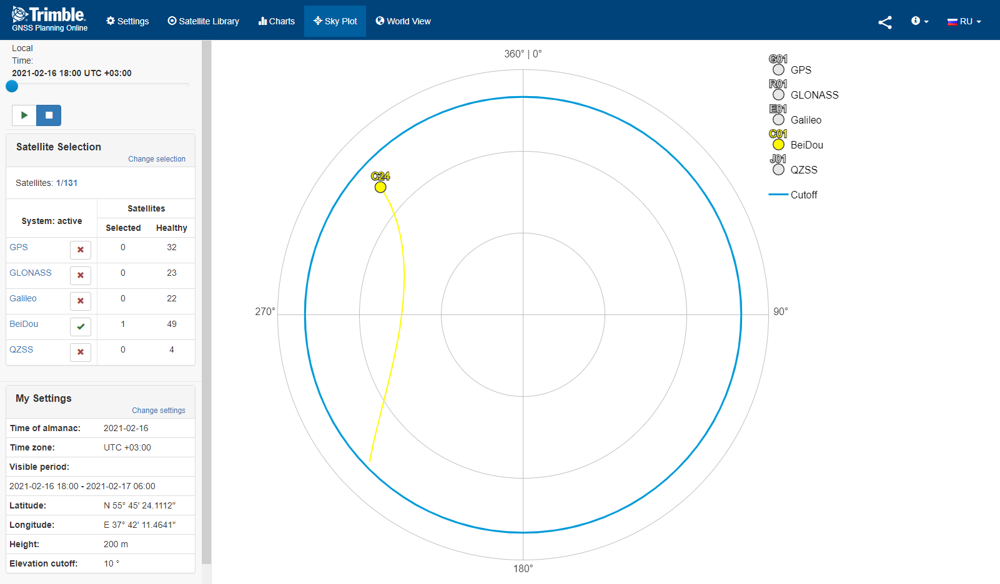 Trimble.
GNSS Planning Online
Settings
Satellite Library
Charts
Sky Plot
World View
RU
Local
Time:
2021-02-16 18:00 UTC +03:00
Satellite Selection
Change selection
Satellites: 1/131
System: active
Satellites
Selected Healthy
GPS 0 32
GLONASS 0 23
Galileo 0 22
BeiDou 1 49
QZSS 0 4
My Settings
Change settings
Time of almanac: 2021-02-16
Time zone: UTC +03:00
Visible period:
2021-02-16 18:00 - 2021-02-17 06:00
Latitude: N 55° 45' 24.1112"
Longitude: E 37° 42' 11.4641"
Height: 200 m
Elevation cutoff: 10 °
360° | 0°
C24
270°
90°
180°
G01
GPS
R01
GLONASS
E01
Galileo
C01
BeiDou
J01
QZSS
Cutoff